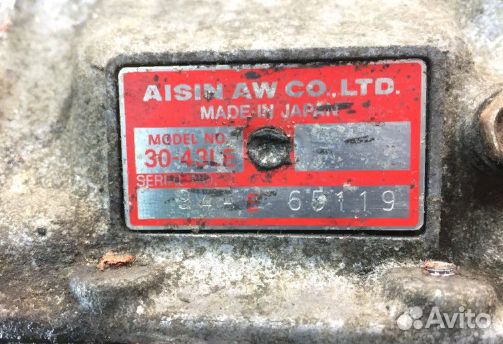 AISIN AW CO.,LTD.
MADE IN JAPAN
MODEL NO.
30-43LE
65119
Avito